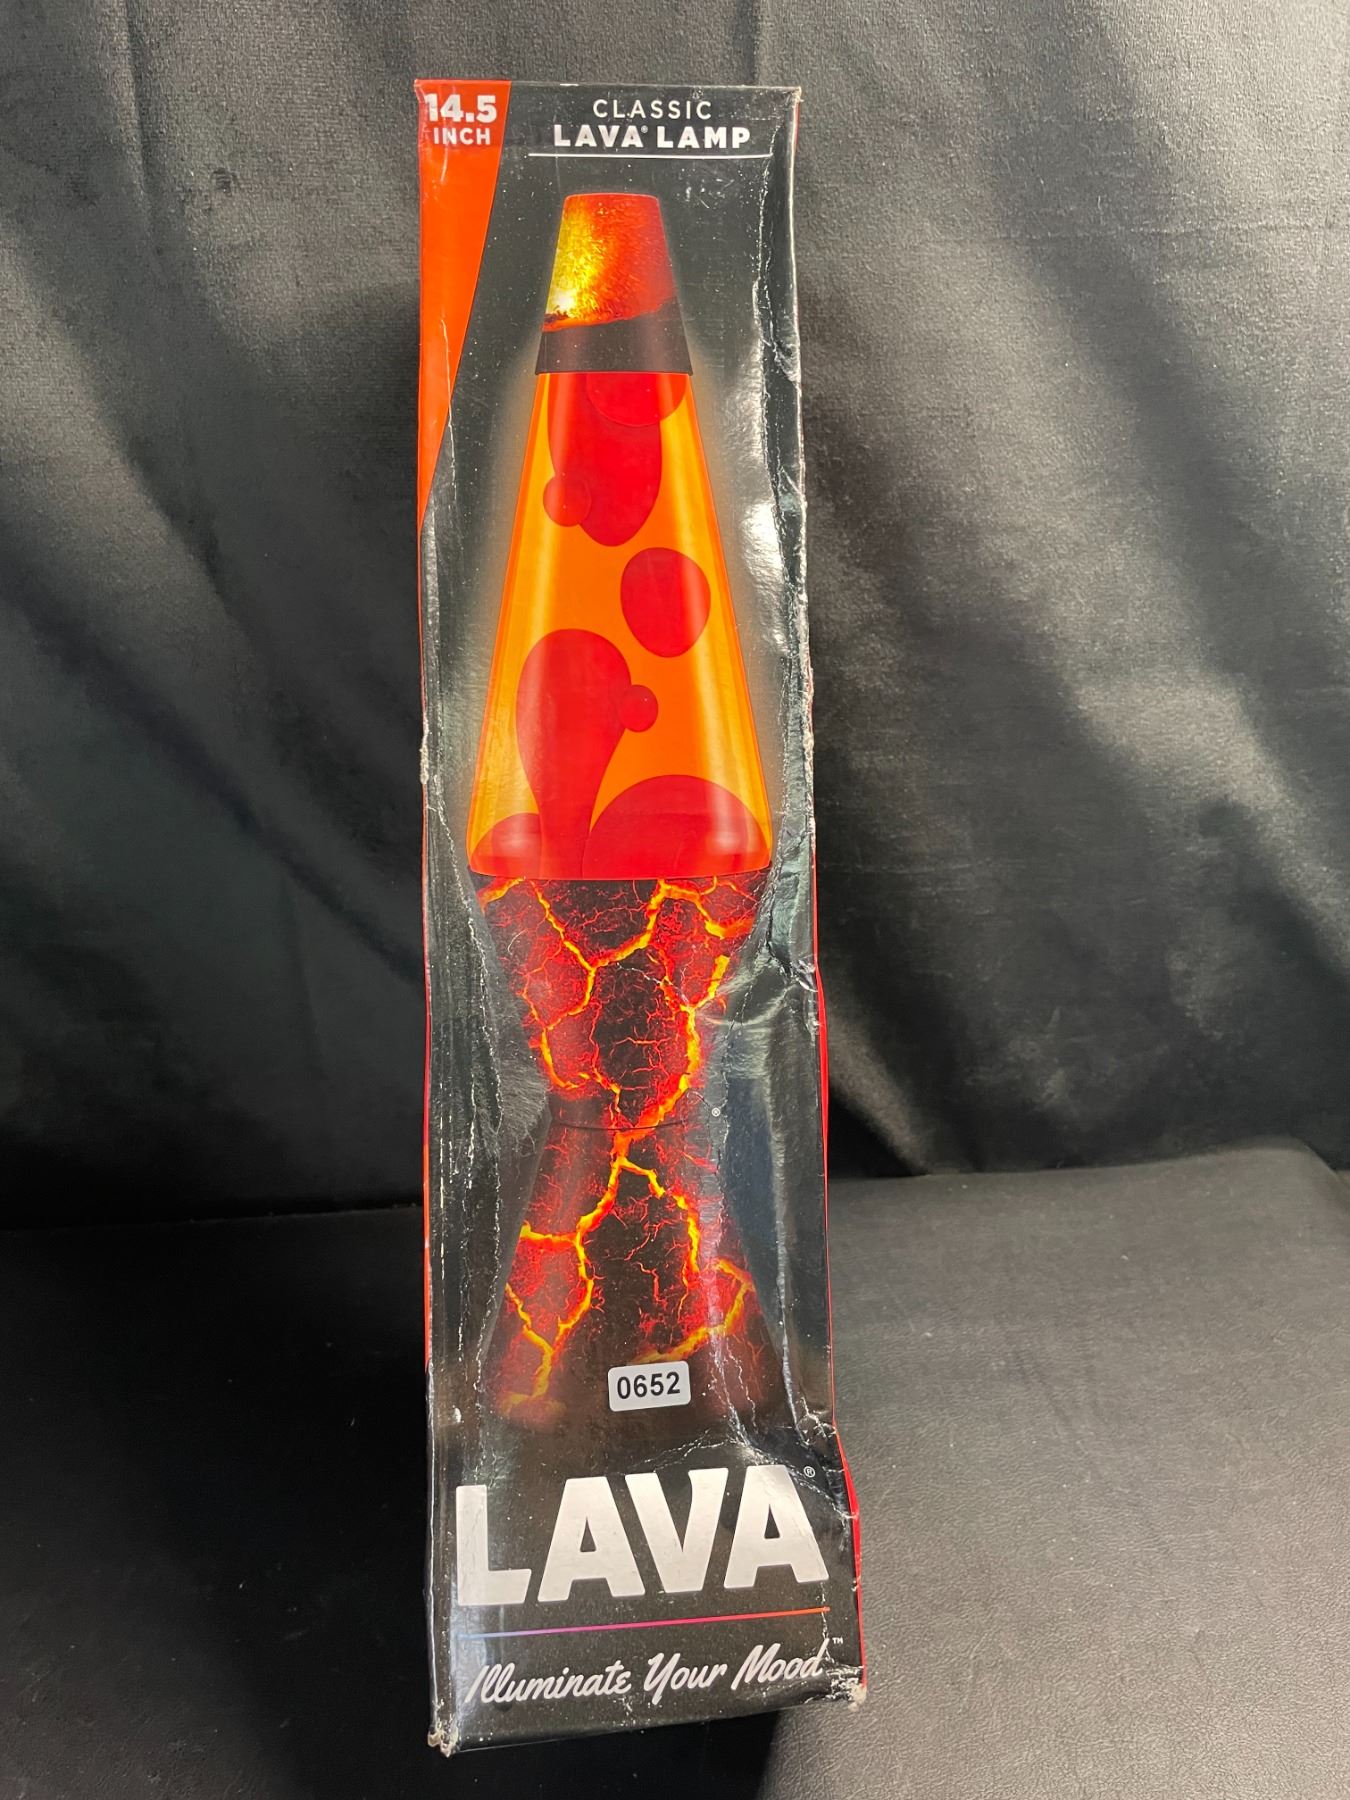 14.5
INCH
CLASSIC
LAVA® LAMP
®
0652
LAVA®
Illuminate Your Mood™